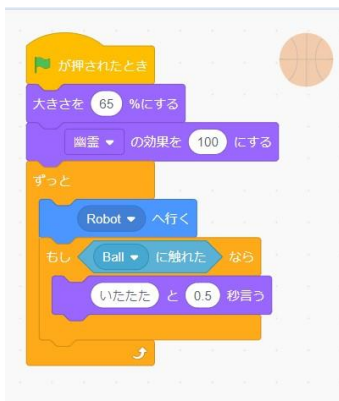 が押されたとき
大きさを 65 %にする
幽霊 の効果を 100 にする
ずっと
Robot へ行く
もし Ball に触れた なら
いたたた と 0.5 秒言う